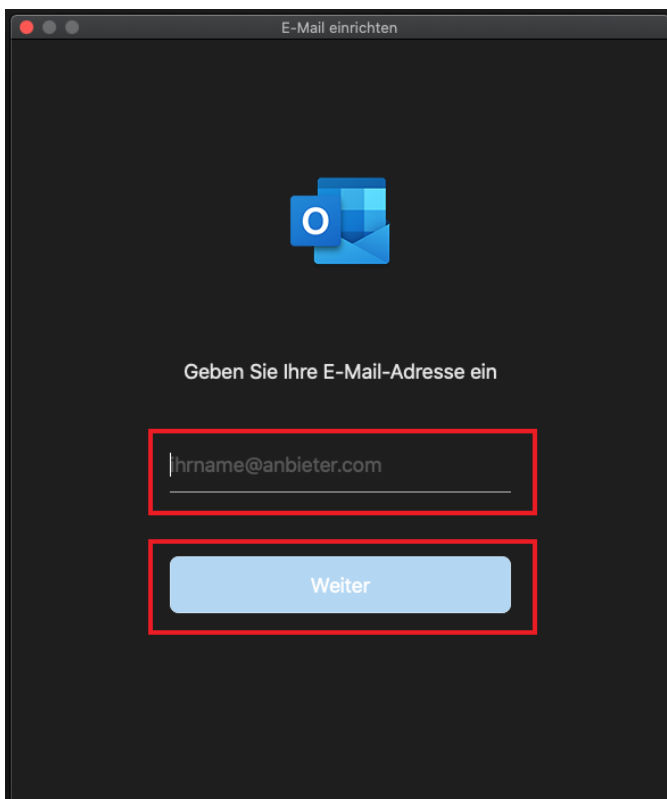 E-Mail einrichten
O
Geben Sie Ihre E-Mail-Adresse ein
ihrname@anbieter.com
Weiter